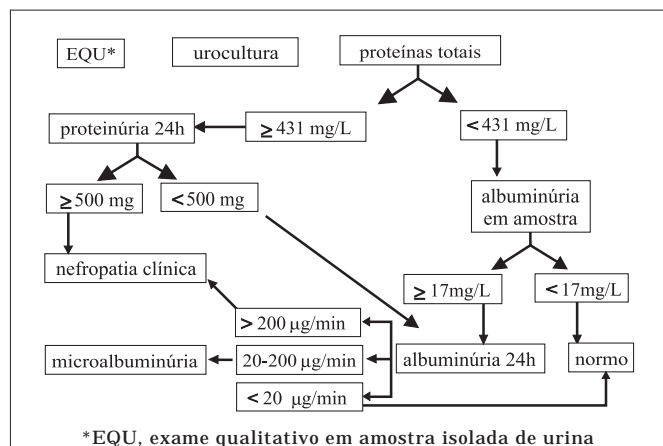 EQU*
urocultura
proteínas totais
proteinúria 24h
≥431 mg/L
<431 mg/L
≥500 mg
<500 mg
albuminúria
em amostra
nefropatia clínica
≥17mg/L
<17mg/L
>200 µg/min
microalbuminúria
20-200 µg/min
albuminúria 24h
normo
<20 µg/min
*EQU, exame qualitativo em amostra isolada de urina